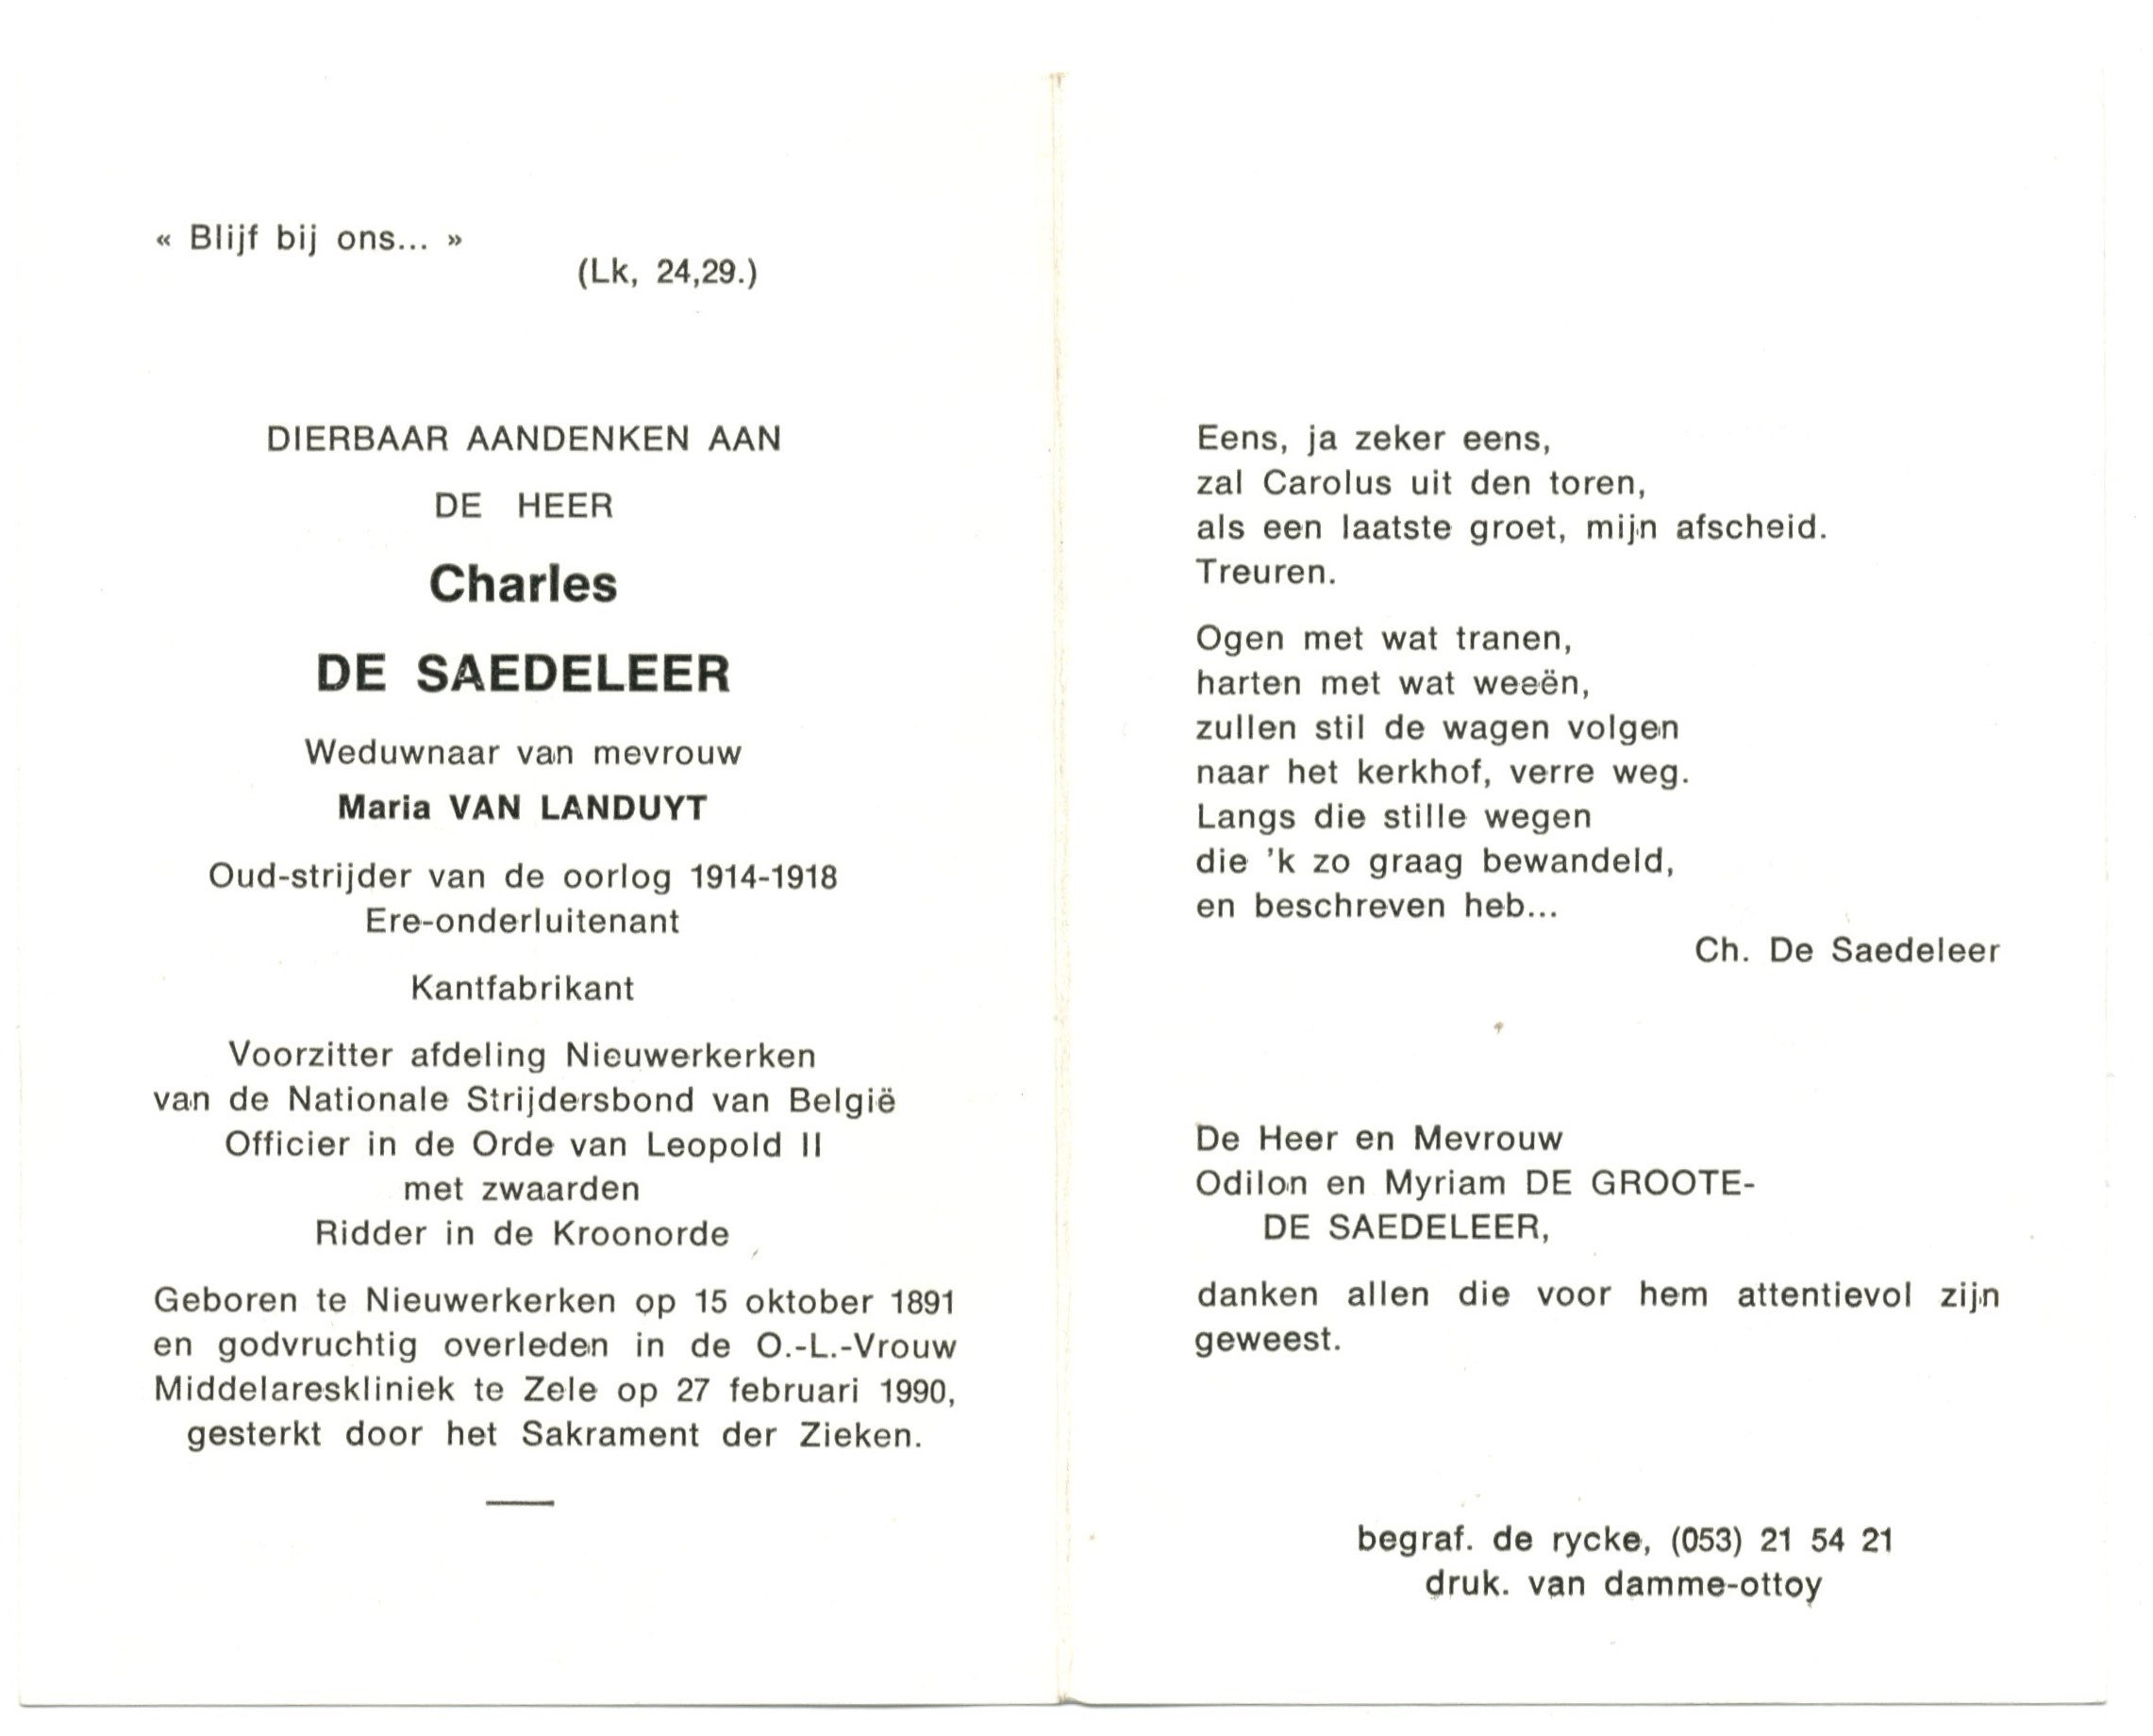 « Blijf bij ons... »
(Lk, 24,29.)
DIERBAAR AANDENKEN AAN
DE HEER
Charles
DE SAEDELEER
Weduwnaar van mevrouw
Maria VAN LANDUYT
Oud-strijder van de oorlog 1914-1918
Ere-onderluitenant
Kantfabrikant
Voorzitter afdeling Nieuwerkerken
van de Nationale Strijdersbond van België
Officier in de Orde van Leopold II
met zwaarden
Ridder in de Kroonorde
Geboren te Nieuwerkerken op 15 oktober 1891
en godvruchtig overleden in de O.-L.-Vrouw
Middelareskliniek te Zele op 27 februari 1990,
gesterkt door het Sakrament der Zieken.
Eens, ja zeker eens,
zal Carolus uit den toren,
als een laatste groet, mijn afscheid.
Treuren.
Ogen met wat tranen,
harten met wat weeën,
zullen stil de wagen volgen
naar het kerkhof, verre weg.
Langs die stille wegen
die 'k zo graag bewandeld,
en beschreven heb...
Ch. De Saedeleer
De Heer en Mevrouw
Odilon en Myriam DE GROOTE-
DE SAEDELEER,
danken allen die voor hem attentievol zijn
geweest.
begraf. de rycke, (053) 21 54 21
druk. van damme-ottoy